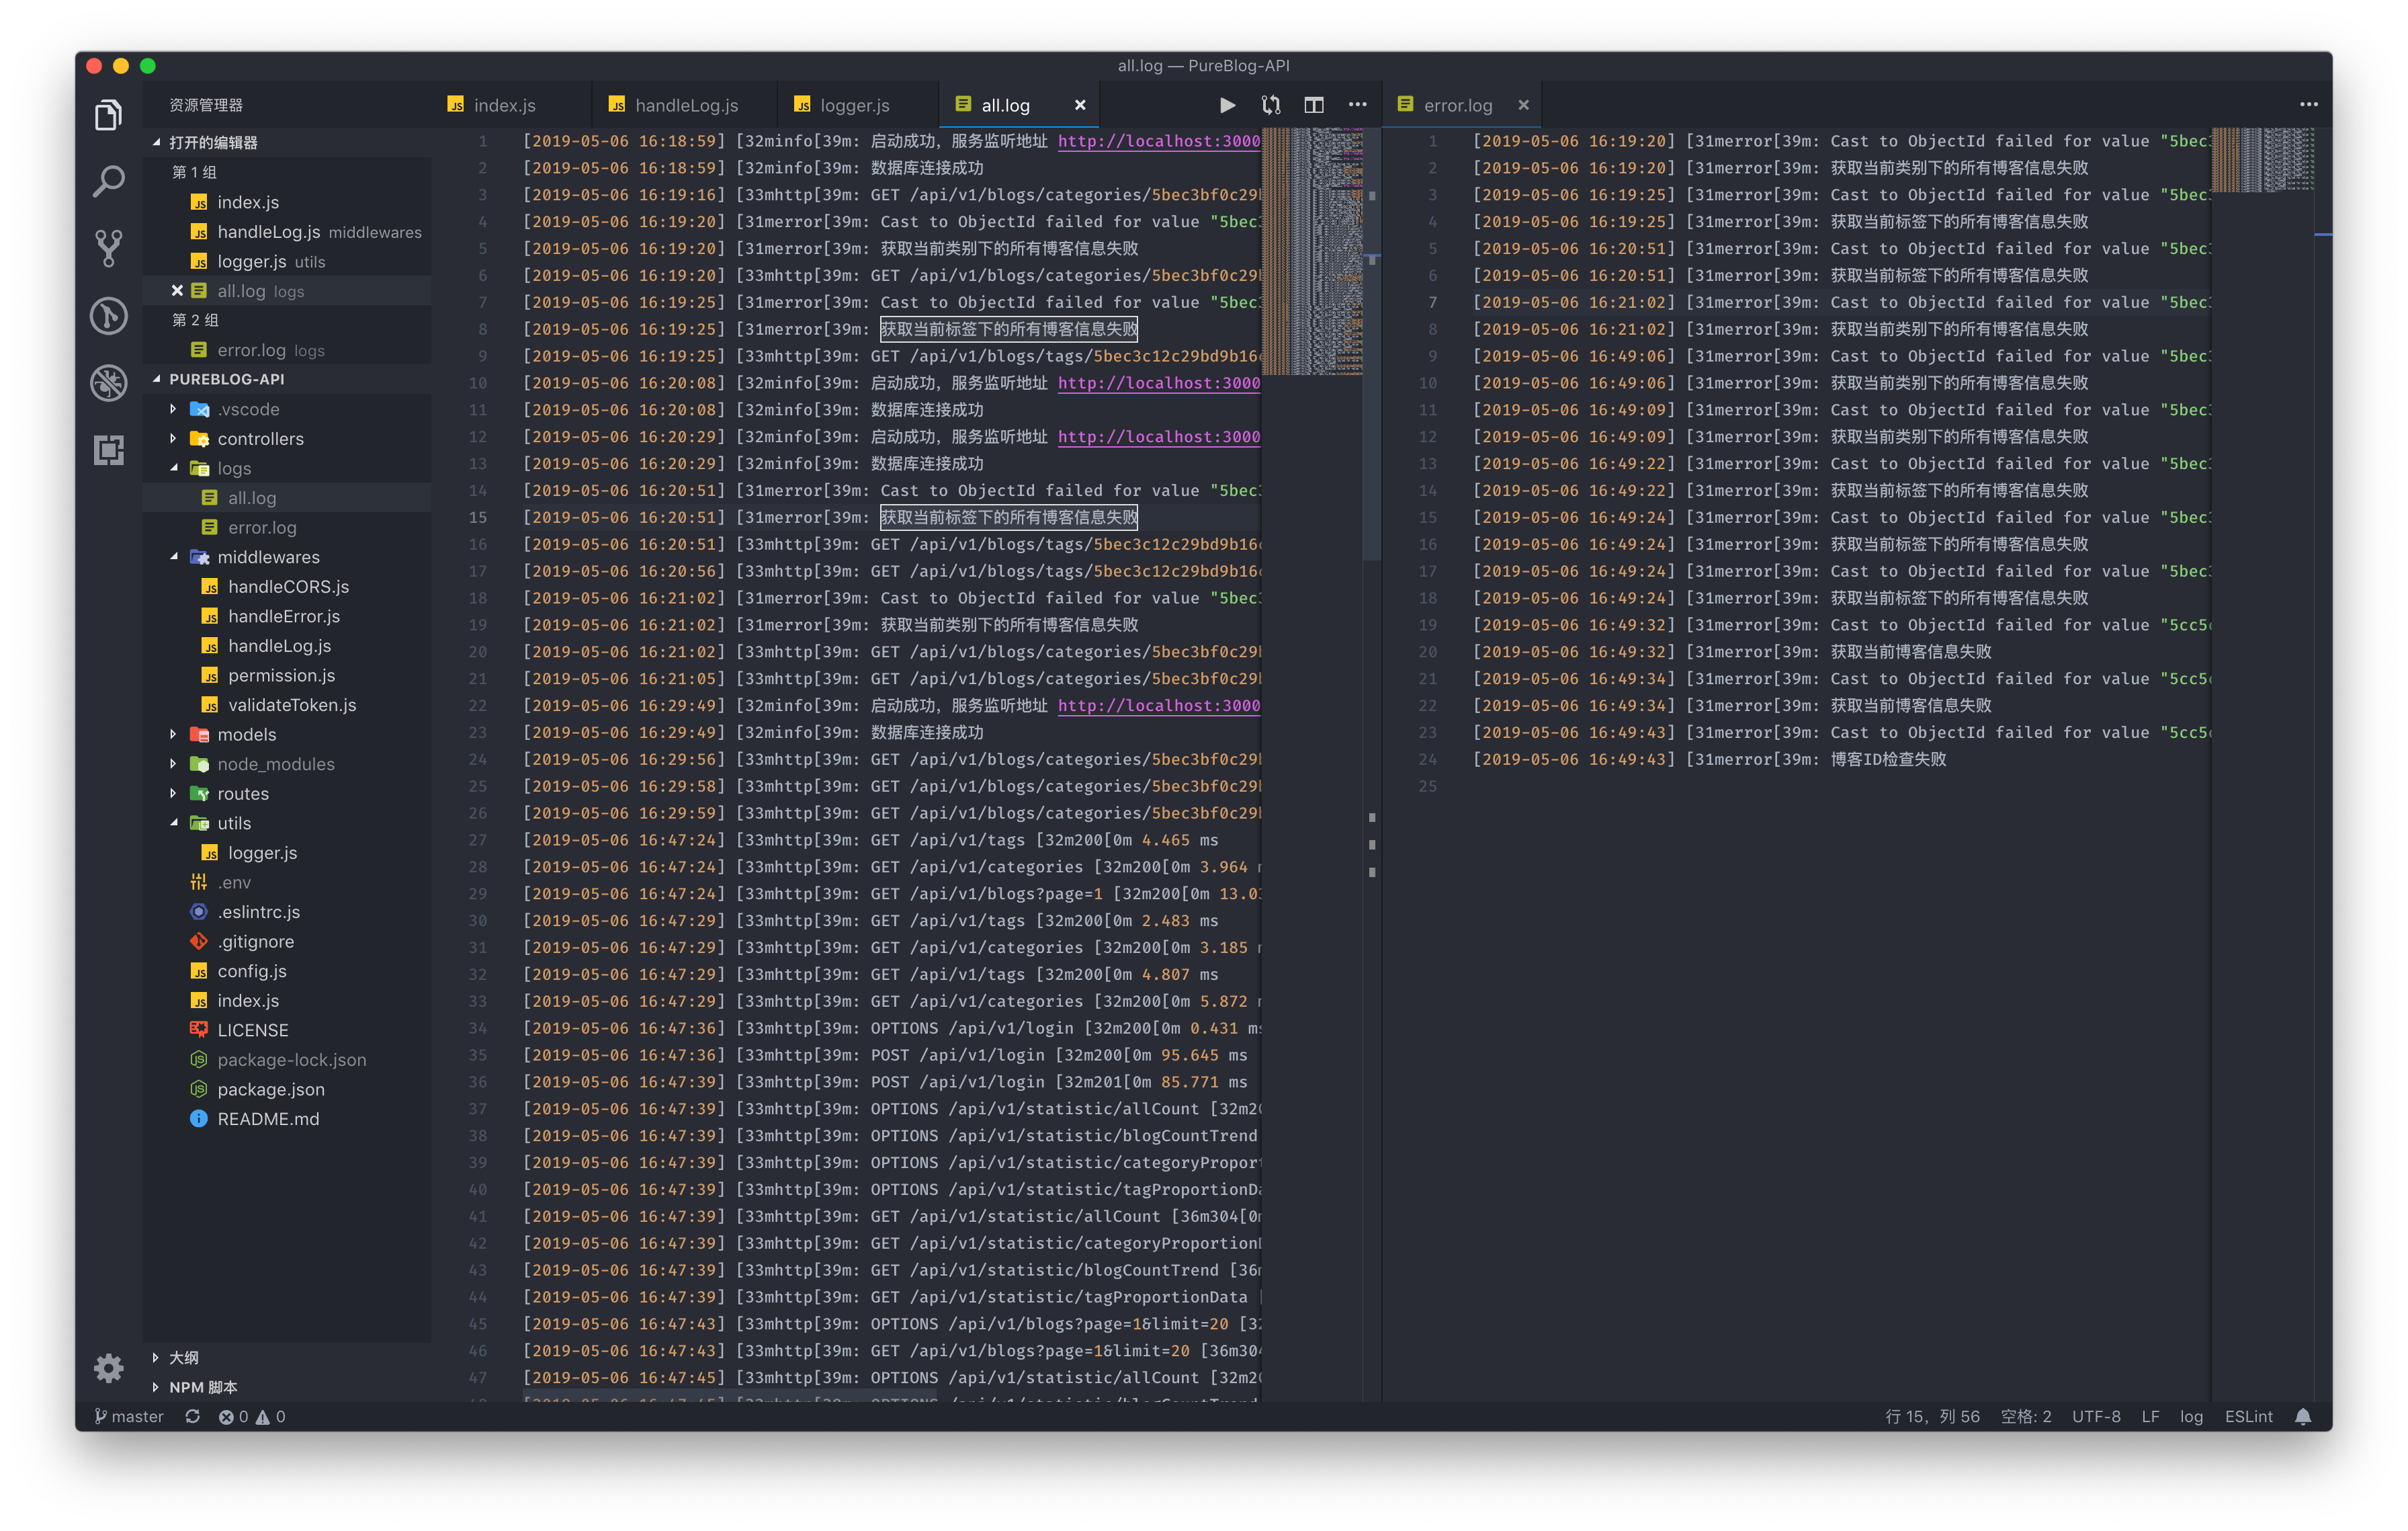 all.log — PureBlog-API
资源管理器
打开的编辑器
第 1 组
index.js
handleLog.js middlewares
logger.js utils
all.log logs
第 2 组
error.log logs
PUREBLOG-API
.vscode
controllers
logs
all.log
error.log
middlewares
handleCORS.js
handleError.js
handleLog.js
permission.js
validateToken.js
models
node_modules
routes
utils
logger.js
.env
.eslintrc.js
.gitignore
config.js
index.js
LICENSE
package-lock.json
package.json
README.md
大纲
NPM 脚本
index.js
handleLog.js
logger.js
all.log
1 [2019-05-06 16:18:59] [32minfo[39m: 启动成功，服务监听地址 http://localhost:3000
2 [2019-05-06 16:18:59] [32minfo[39m: 数据库连接成功
3 [2019-05-06 16:19:16] [33mhttp[39m: GET /api/v1/blogs/categories/5bec3bf0c29b
4 [2019-05-06 16:19:20] [31merror[39m: Cast to ObjectId failed for value "5bec3
5 [2019-05-06 16:19:20] [31merror[39m: 获取当前类别下的所有博客信息失败
6 [2019-05-06 16:19:20] [33mhttp[39m: GET /api/v1/blogs/categories/5bec3bf0c29b
7 [2019-05-06 16:19:25] [31merror[39m: Cast to ObjectId failed for value "5bec3
8 [2019-05-06 16:19:25] [31merror[39m: 获取当前标签下的所有博客信息失败
9 [2019-05-06 16:19:25] [33mhttp[39m: GET /api/v1/blogs/tags/5bec3c12c29bd9b16c
10 [2019-05-06 16:20:08] [32minfo[39m: 启动成功，服务监听地址 http://localhost:3000
11 [2019-05-06 16:20:08] [32minfo[39m: 数据库连接成功
12 [2019-05-06 16:20:29] [32minfo[39m: 启动成功，服务监听地址 http://localhost:3000
13 [2019-05-06 16:20:29] [32minfo[39m: 数据库连接成功
14 [2019-05-06 16:20:51] [31merror[39m: Cast to ObjectId failed for value "5bec3
15 [2019-05-06 16:20:51] [31merror[39m: 获取当前标签下的所有博客信息失败
16 [2019-05-06 16:20:51] [33mhttp[39m: GET /api/v1/blogs/tags/5bec3c12c29bd9b16c
17 [2019-05-06 16:20:56] [33mhttp[39m: GET /api/v1/blogs/tags/5bec3c12c29bd9b16c
18 [2019-05-06 16:21:02] [31merror[39m: Cast to ObjectId failed for value "5bec3
19 [2019-05-06 16:21:02] [31merror[39m: 获取当前类别下的所有博客信息失败
20 [2019-05-06 16:21:02] [33mhttp[39m: GET /api/v1/blogs/categories/5bec3bf0c29b
21 [2019-05-06 16:21:05] [33mhttp[39m: GET /api/v1/blogs/categories/5bec3bf0c29b
22 [2019-05-06 16:29:49] [32minfo[39m: 启动成功，服务监听地址 http://localhost:3000
23 [2019-05-06 16:29:49] [32minfo[39m: 数据库连接成功
24 [2019-05-06 16:29:56] [33mhttp[39m: GET /api/v1/blogs/categories/5bec3bf0c29b
25 [2019-05-06 16:29:58] [33mhttp[39m: GET /api/v1/blogs/categories/5bec3bf0c29b
26 [2019-05-06 16:29:59] [33mhttp[39m: GET /api/v1/blogs/categories/5bec3bf0c29b
27 [2019-05-06 16:47:24] [33mhttp[39m: GET /api/v1/tags [32m200[0m 4.465 ms
28 [2019-05-06 16:47:24] [33mhttp[39m: GET /api/v1/categories [32m200[0m 3.964 m
29 [2019-05-06 16:47:24] [33mhttp[39m: GET /api/v1/blogs?page=1 [32m200[0m 13.03
30 [2019-05-06 16:47:29] [33mhttp[39m: GET /api/v1/tags [32m200[0m 2.483 ms
31 [2019-05-06 16:47:29] [33mhttp[39m: GET /api/v1/categories [32m200[0m 3.185 m
32 [2019-05-06 16:47:29] [33mhttp[39m: GET /api/v1/tags [32m200[0m 4.807 ms
33 [2019-05-06 16:47:29] [33mhttp[39m: GET /api/v1/categories [32m200[0m 5.872 m
34 [2019-05-06 16:47:36] [33mhttp[39m: OPTIONS /api/v1/login [32m200[0m 0.431 ms
35 [2019-05-06 16:47:36] [33mhttp[39m: POST /api/v1/login [32m200[0m 95.645 ms
36 [2019-05-06 16:47:39] [33mhttp[39m: POST /api/v1/login [32m201[0m 85.771 ms
37 [2019-05-06 16:47:39] [33mhttp[39m: OPTIONS /api/v1/statistic/allCount [32m20
38 [2019-05-06 16:47:39] [33mhttp[39m: OPTIONS /api/v1/statistic/blogCountTrend
39 [2019-05-06 16:47:39] [33mhttp[39m: OPTIONS /api/v1/statistic/categoryPropor
40 [2019-05-06 16:47:39] [33mhttp[39m: OPTIONS /api/v1/statistic/tagProportionDa
41 [2019-05-06 16:47:39] [33mhttp[39m: GET /api/v1/statistic/allCount [36m304[0m
42 [2019-05-06 16:47:39] [33mhttp[39m: GET /api/v1/statistic/categoryProportion
43 [2019-05-06 16:47:39] [33mhttp[39m: GET /api/v1/statistic/blogCountTrend [36m
44 [2019-05-06 16:47:39] [33mhttp[39m: GET /api/v1/statistic/tagProportionData [
45 [2019-05-06 16:47:43] [33mhttp[39m: OPTIONS /api/v1/blogs?page=1&limit=20 [32
46 [2019-05-06 16:47:43] [33mhttp[39m: GET /api/v1/blogs?page=1&limit=20 [36m304
47 [2019-05-06 16:47:45] [33mhttp[39m: OPTIONS /api/v1/statistic/allCount [32m20
error.log
1 [2019-05-06 16:19:20] [31merror[39m: Cast to ObjectId failed for value "5bec3
2 [2019-05-06 16:19:20] [31merror[39m: 获取当前类别下的所有博客信息失败
3 [2019-05-06 16:19:25] [31merror[39m: Cast to ObjectId failed for value "5bec3
4 [2019-05-06 16:19:25] [31merror[39m: 获取当前标签下的所有博客信息失败
5 [2019-05-06 16:20:51] [31merror[39m: Cast to ObjectId failed for value "5bec3
6 [2019-05-06 16:20:51] [31merror[39m: 获取当前标签下的所有博客信息失败
7 [2019-05-06 16:21:02] [31merror[39m: Cast to ObjectId failed for value "5bec3
8 [2019-05-06 16:21:02] [31merror[39m: 获取当前类别下的所有博客信息失败
9 [2019-05-06 16:49:06] [31merror[39m: Cast to ObjectId failed for value "5bec3
10 [2019-05-06 16:49:06] [31merror[39m: 获取当前类别下的所有博客信息失败
11 [2019-05-06 16:49:09] [31merror[39m: Cast to ObjectId failed for value "5bec3
12 [2019-05-06 16:49:09] [31merror[39m: 获取当前类别下的所有博客信息失败
13 [2019-05-06 16:49:22] [31merror[39m: Cast to ObjectId failed for value "5bec3
14 [2019-05-06 16:49:22] [31merror[39m: 获取当前标签下的所有博客信息失败
15 [2019-05-06 16:49:24] [31merror[39m: Cast to ObjectId failed for value "5bec3
16 [2019-05-06 16:49:24] [31merror[39m: 获取当前标签下的所有博客信息失败
17 [2019-05-06 16:49:24] [31merror[39m: Cast to ObjectId failed for value "5bec3
18 [2019-05-06 16:49:24] [31merror[39m: 获取当前标签下的所有博客信息失败
19 [2019-05-06 16:49:32] [31merror[39m: Cast to ObjectId failed for value "5cc5c
20 [2019-05-06 16:49:32] [31merror[39m: 获取当前博客信息失败
21 [2019-05-06 16:49:34] [31merror[39m: Cast to ObjectId failed for value "5cc5c
22 [2019-05-06 16:49:34] [31merror[39m: 获取当前博客信息失败
23 [2019-05-06 16:49:43] [31merror[39m: Cast to ObjectId failed for value "5cc5c
24 [2019-05-06 16:49:43] [31merror[39m: 博客ID检查失败
25
master 0 0
行 15，列 56 空格: 2 UTF-8 LF log ESLint